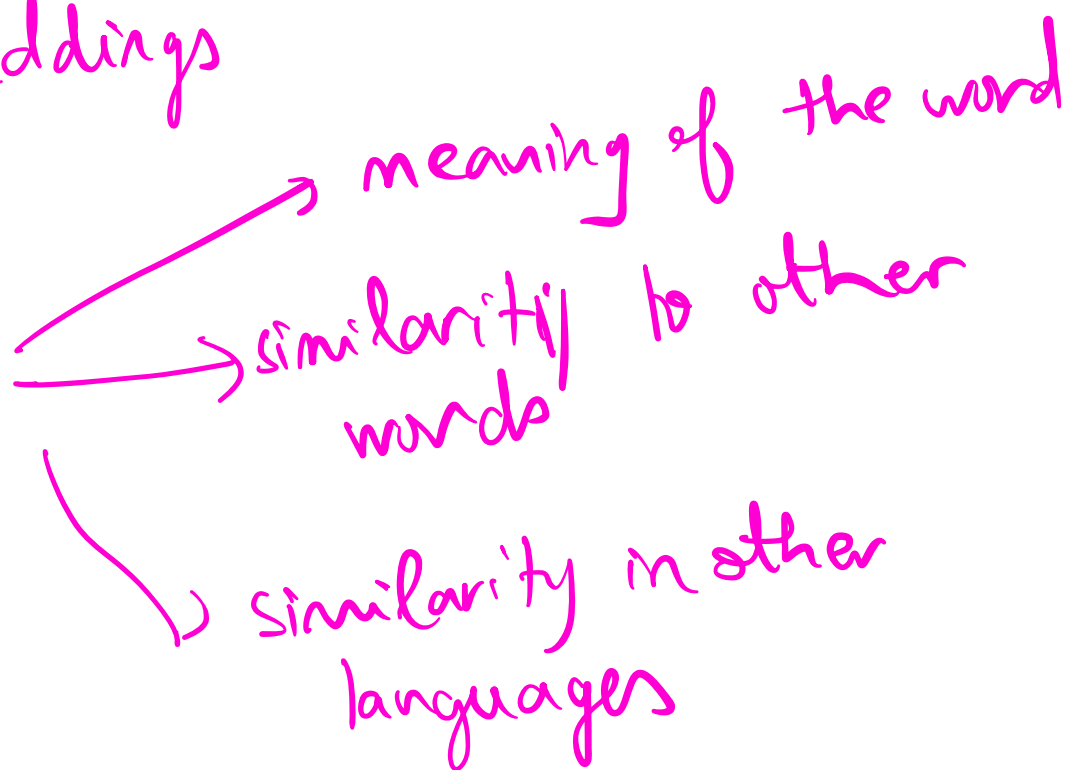 ddings
meaning of the word
similarity to other
words
similarity in other
languages